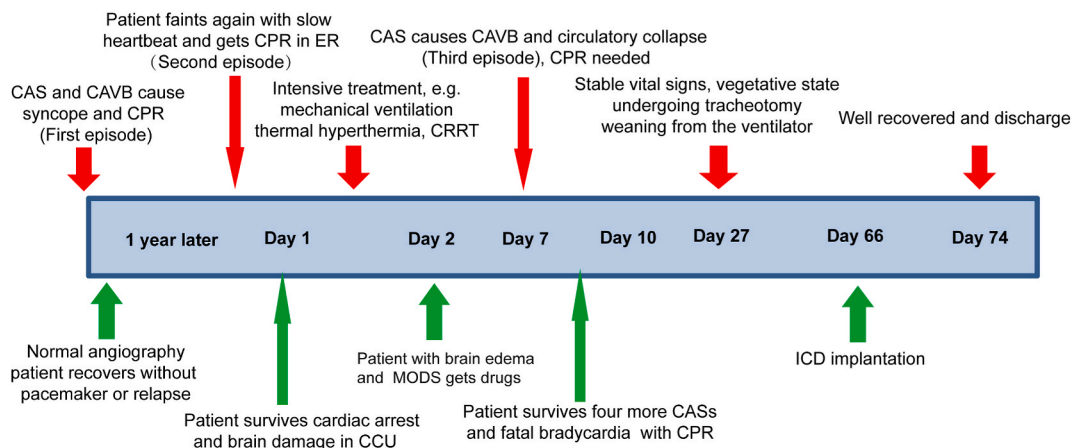 Patient faints again with slow
heartbeat and gets CPR in ER
(Second episode)
CAS causes CAVB and circulatory collapse
(Third episode), CPR needed
CAS and CAVB cause
syncope and CPR
(First episode)
Intensive treatment, e.g.
mechanical ventilation
thermal hyperthermia, CRRT
Stable vital signs, vegetative state
undergoing tracheotomy
weaning from the ventilator
Well recovered and discharge
1 year later
Day 1
Day 2
Day 7
Day 10
Day 27
Day 66
Day 74
Normal angiography
patient recovers without
pacemaker or relapse
Patient survives cardiac arrest
and brain damage in CCU
Patient with brain edema
and MODS gets drugs
Patient survives four more CASs
and fatal bradycardia with CPR
ICD implantation